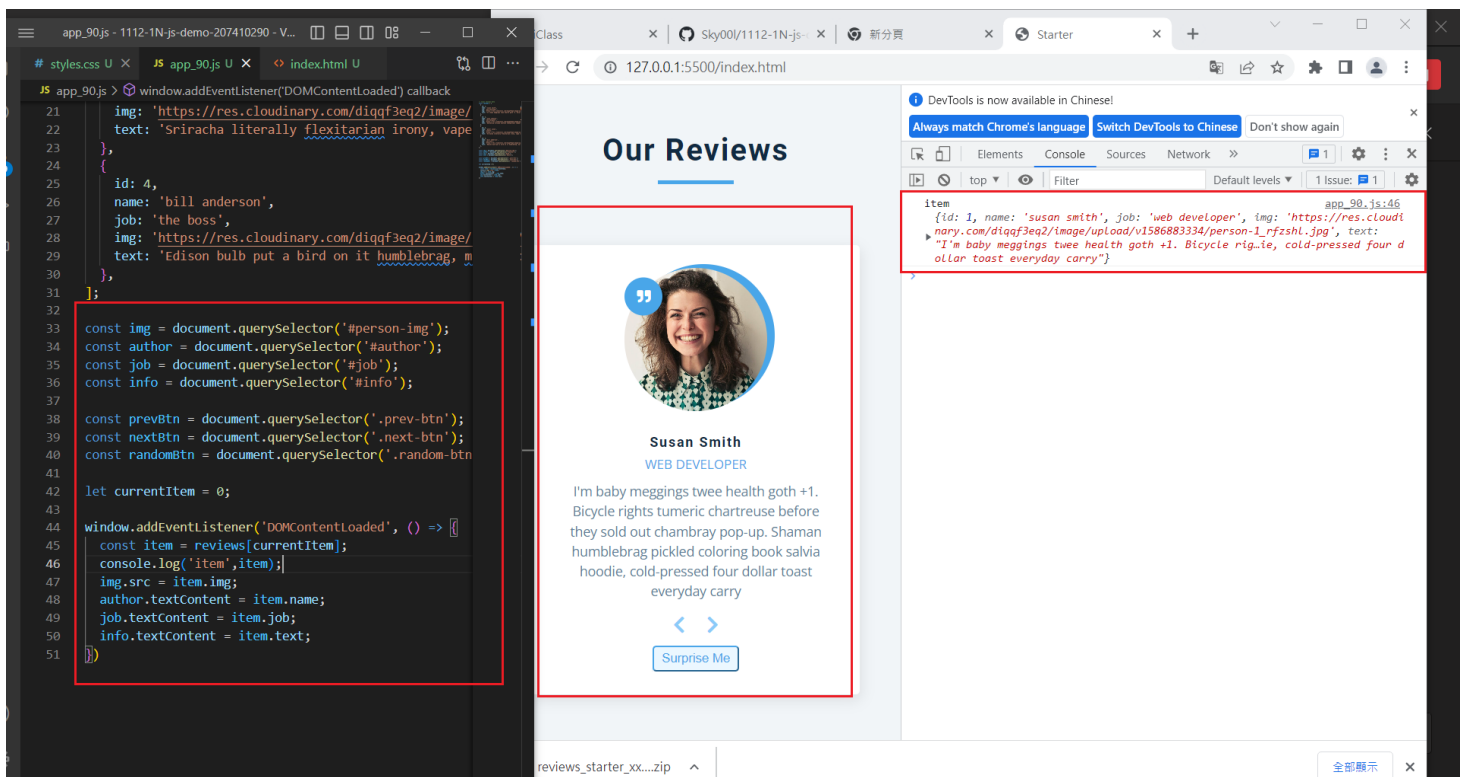 app_90.js - 1112-1N-js-demo-207410290 - V...
# styles.css U
JS app_90.js U
<> index.html U
JS app_90.js > window.addEventListener('DOMContentLoaded') callback
21 img: 'https://res.cloudinary.com/diqqf3eq2/image/
22 text: 'Sriracha literally flexitarian irony, vape
23 },
24 {
25 id: 4,
26 name: 'bill anderson',
27 job: 'the boss',
28 img: 'https://res.cloudinary.com/diqqf3eq2/image/
29 text: 'Edison bulb put a bird on it humblebrag, m
30 },
31 ];
32
33 const img = document.querySelector('#person-img');
34 const author = document.querySelector('#author');
35 const job = document.querySelector('#job');
36 const info = document.querySelector('#info');
37
38 const prevBtn = document.querySelector('.prev-btn');
39 const nextBtn = document.querySelector('.next-btn');
40 const randomBtn = document.querySelector('.random-btn
41
42 let currentItem = 0;
43
44 window.addEventListener('DOMContentLoaded', () => {
45 const item = reviews[currentItem];
46 console.log('item',item);
47 img.src = item.img;
48 author.textContent = item.name;
49 job.textContent = item.job;
50 info.textContent = item.text;
51 })
iClass
Sky00l/1112-1N-js-
新分頁
Starter
127.0.0.1:5500/index.html
Our Reviews
Susan Smith
WEB DEVELOPER
I'm baby meggings twee health goth +1.
Bicycle rights tumeric chartreuse before
they sold out chambray pop-up. Shaman
humblebrag pickled coloring book salvia
hoodie, cold-pressed four dollar toast
everyday carry
Surprise Me
DevTools is now available in Chinese!
Always match Chrome's language
Switch DevTools to Chinese
Don't show again
Elements Console Sources Network » 1
top ▼ Filter Default levels ▼ 1 Issue: 1
item app_90.js:46
{id: 1, name: 'susan smith', job: 'web developer', img: 'https://res.cloudi
nary.com/diqqf3eq2/image/upload/v1586883334/person-1_rfzshl.jpg', text:
"I'm baby meggings twee health goth +1. Bicycle rig…ie, cold-pressed four d
ollar toast everyday carry"}
reviews_starter_xx....zip
全部顯示